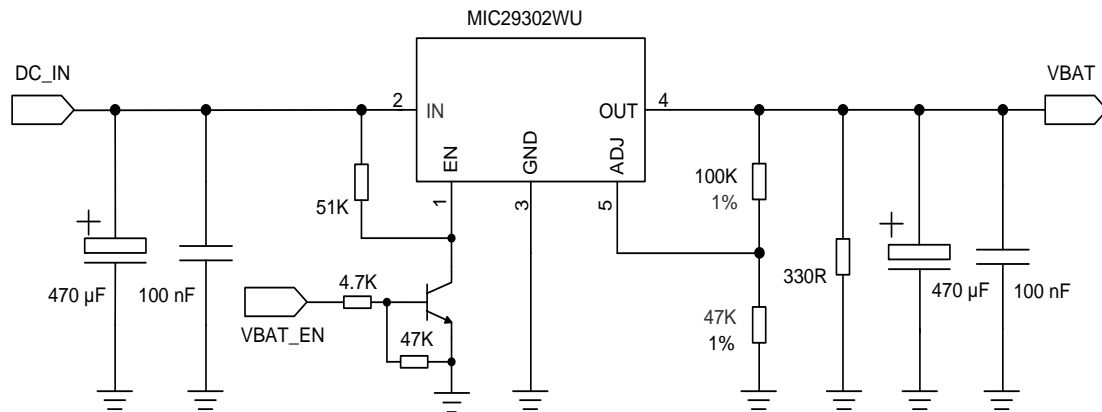 MIC29302WU
DC_IN
VBAT
2
IN
OUT
4
EN
GND
ADJ
1
3
5
51K
100K
1%
470 µF
100 nF
4.7K
VBAT_EN
47K
47K
1%
330R
470 µF
100 nF